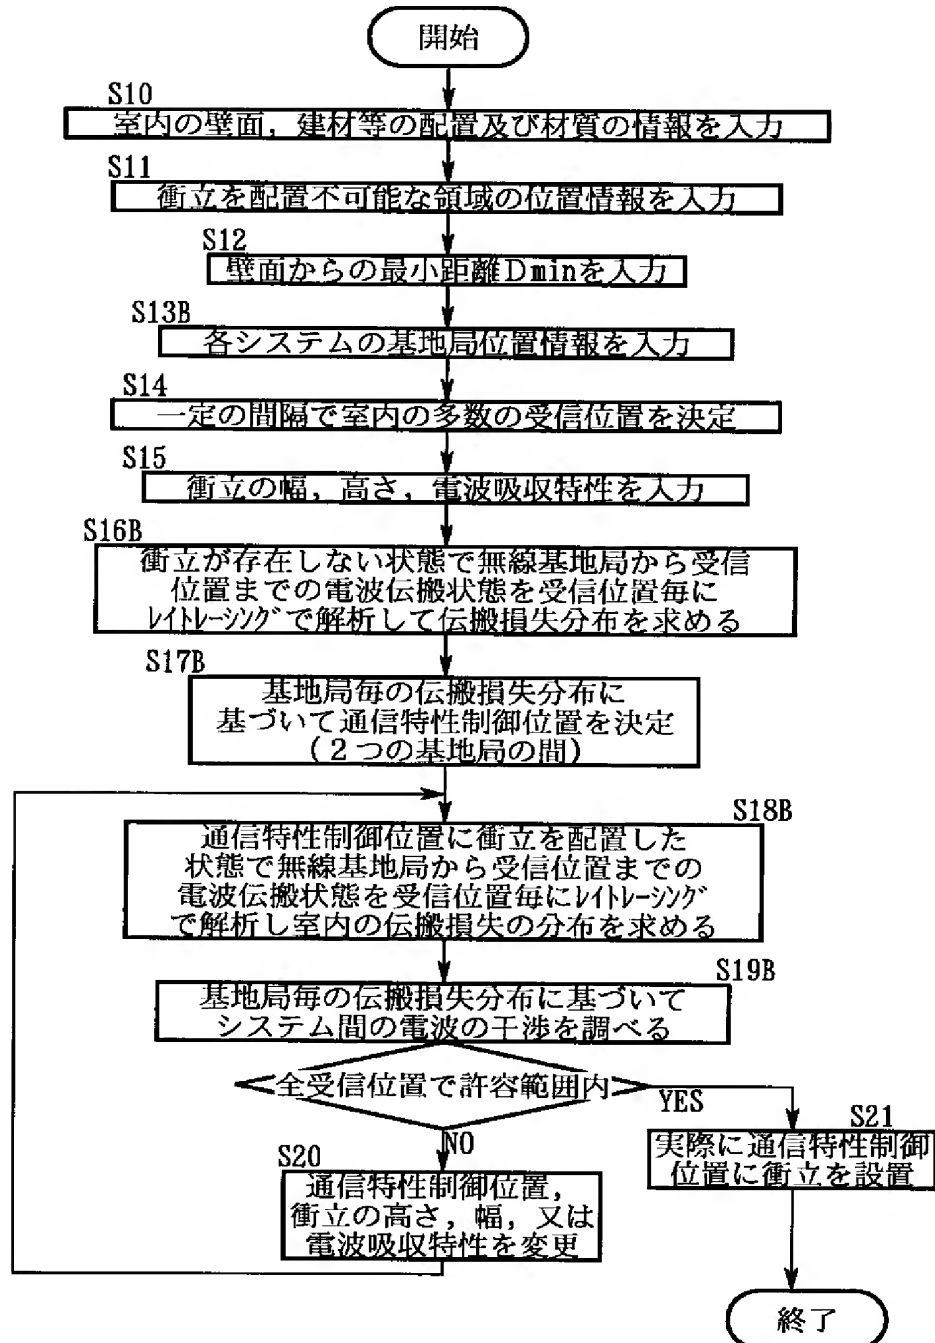 開始
S10
室内の壁面，建材等の配置及び材質の情報を入力
S11
衝立を配置不可能な領域の位置情報を入力
S12
壁面からの最小距離Dminを入力
S13B
各システムの基地局位置情報を入力
S14
一定の間隔で室内の多数の受信位置を決定
S15
衝立の幅，高さ，電波吸収特性を入力
S16B
衝立が存在しない状態で無線基地局から受信
位置までの電波伝搬状態を受信位置毎に
ﾚｲﾄﾚｰｼﾝｸﾞで解析して伝搬損失分布を求める
S17B
基地局毎の伝搬損失分布に
基づいて通信特性制御位置を決定
(２つの基地局の間)
S18B
通信特性制御位置に衝立を配置した
状態で無線基地局から受信位置までの
電波伝搬状態を受信位置毎にﾚｲﾄﾚｰｼﾝｸﾞ
で解析し室内の伝搬損失の分布を求める
S19B
基地局毎の伝搬損失分布に基づいて
システム間の電波の干渉を調べる
全受信位置で許容範囲内
YES
NO
S20
通信特性制御位置，
衝立の高さ，幅，又は
電波吸収特性を変更
S21
実際に通信特性制御
位置に衝立を設置
終了